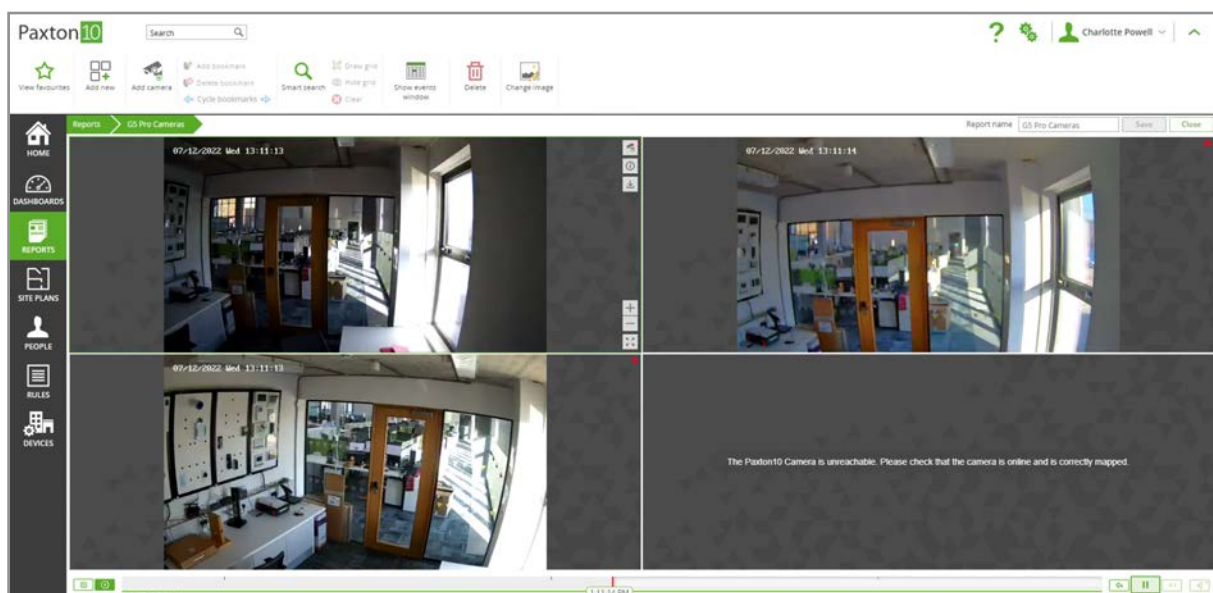 Paxton10
Search
Charlotte Powell
View favourites
Add new
Add camera
Add bookmark
Delete bookmark
Cycle bookmarks
Smart search
Draw grid
Hide grid
Clear
Show events
window
Delete
Change image
HOME
DASHBOARDS
REPORTS
SITE PLANS
PEOPLE
RULES
DEVICES
Reports
G5 Pro Cameras
Report name
G5 Pro Cameras
Save
Close
07/12/2022 Wed 13:11:13
07/12/2022 Wed 13:11:14
07/12/2022 Wed 13:11:13
The Paxton10 Camera is unreachable. Please check that the camera is online and is correctly mapped.
1:11:14 PM